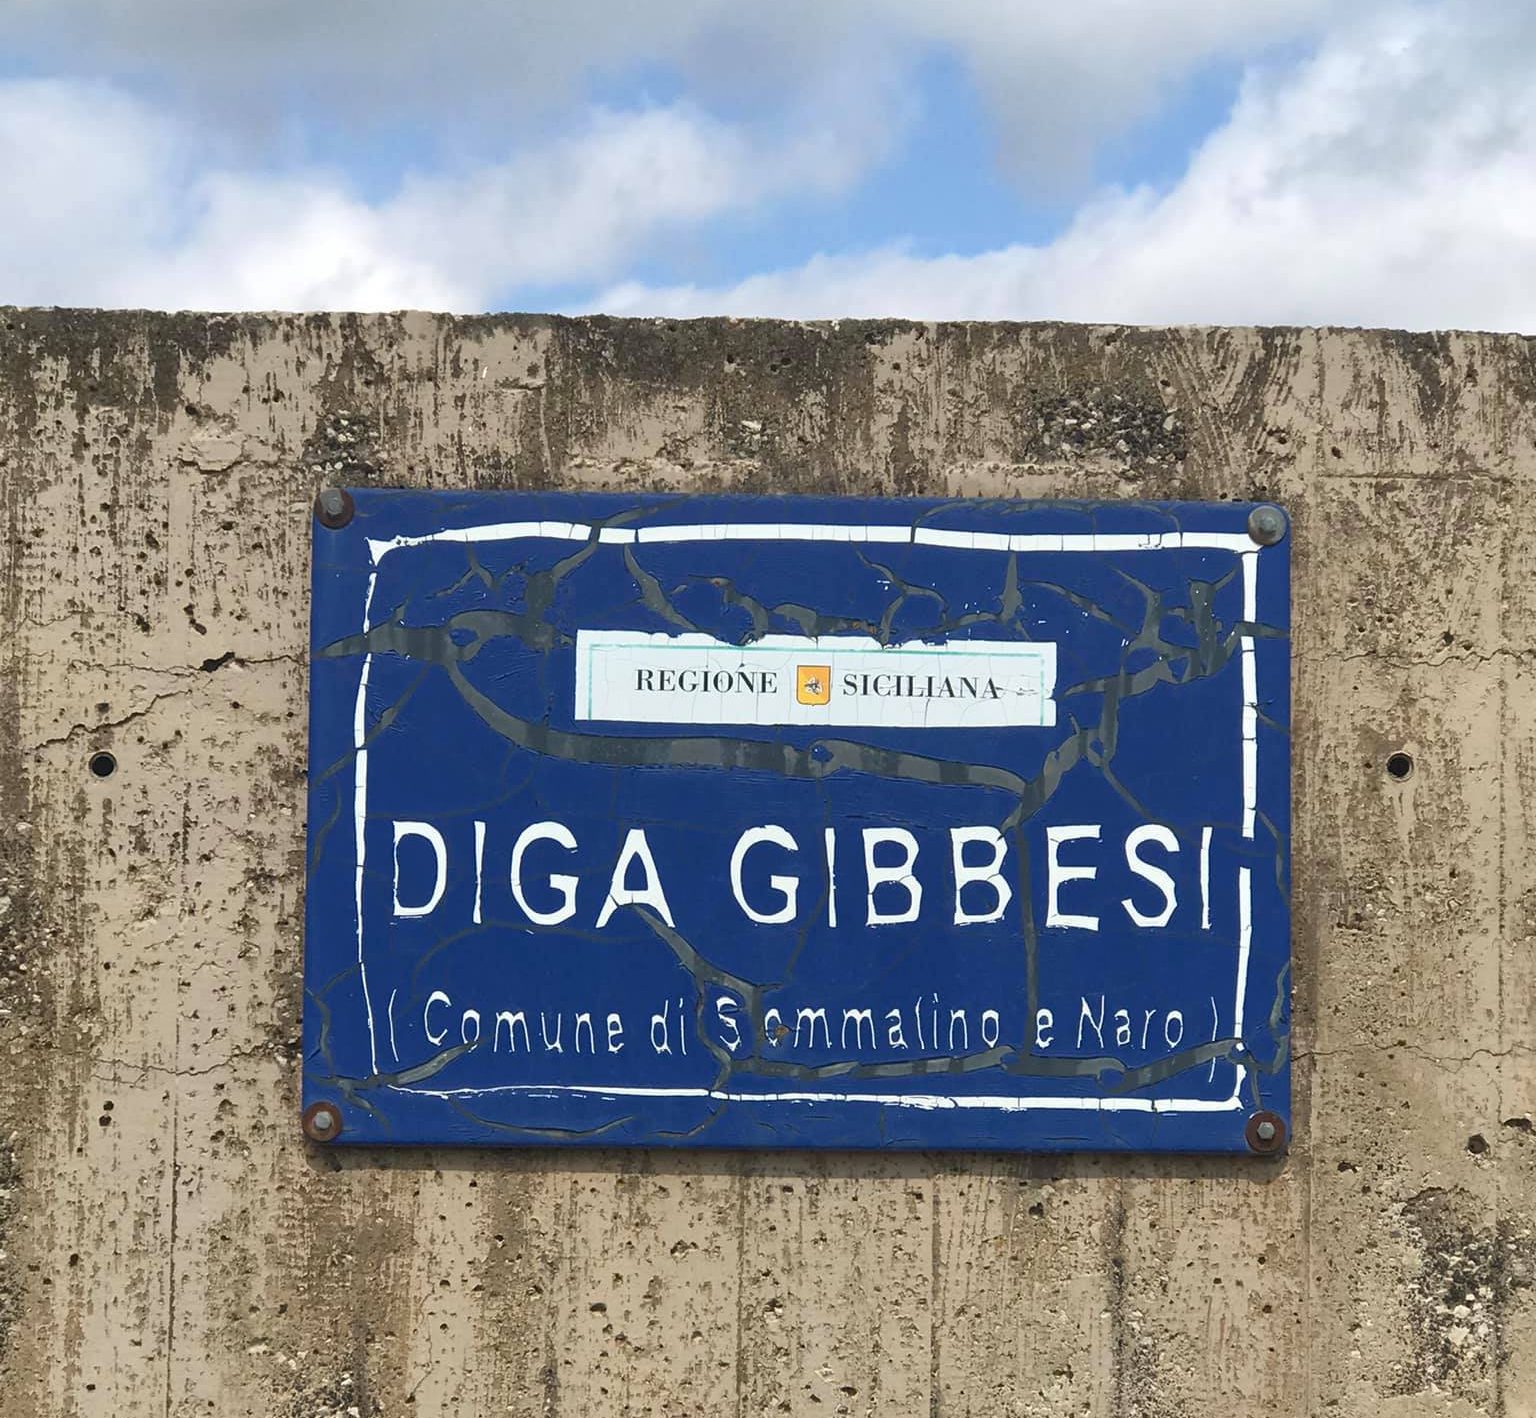 REGIONE SICILIANA
DIGA GIBBESI
( Comune di Sommatino e Naro )